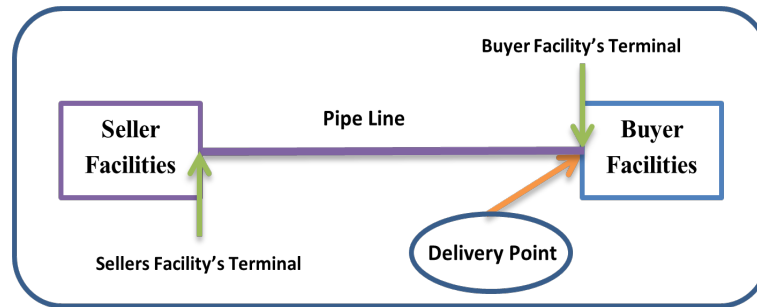 Buyer Facility's Terminal
Seller
Facilities
Pipe Line
Buyer
Facilities
Sellers Facility's Terminal
Delivery Point